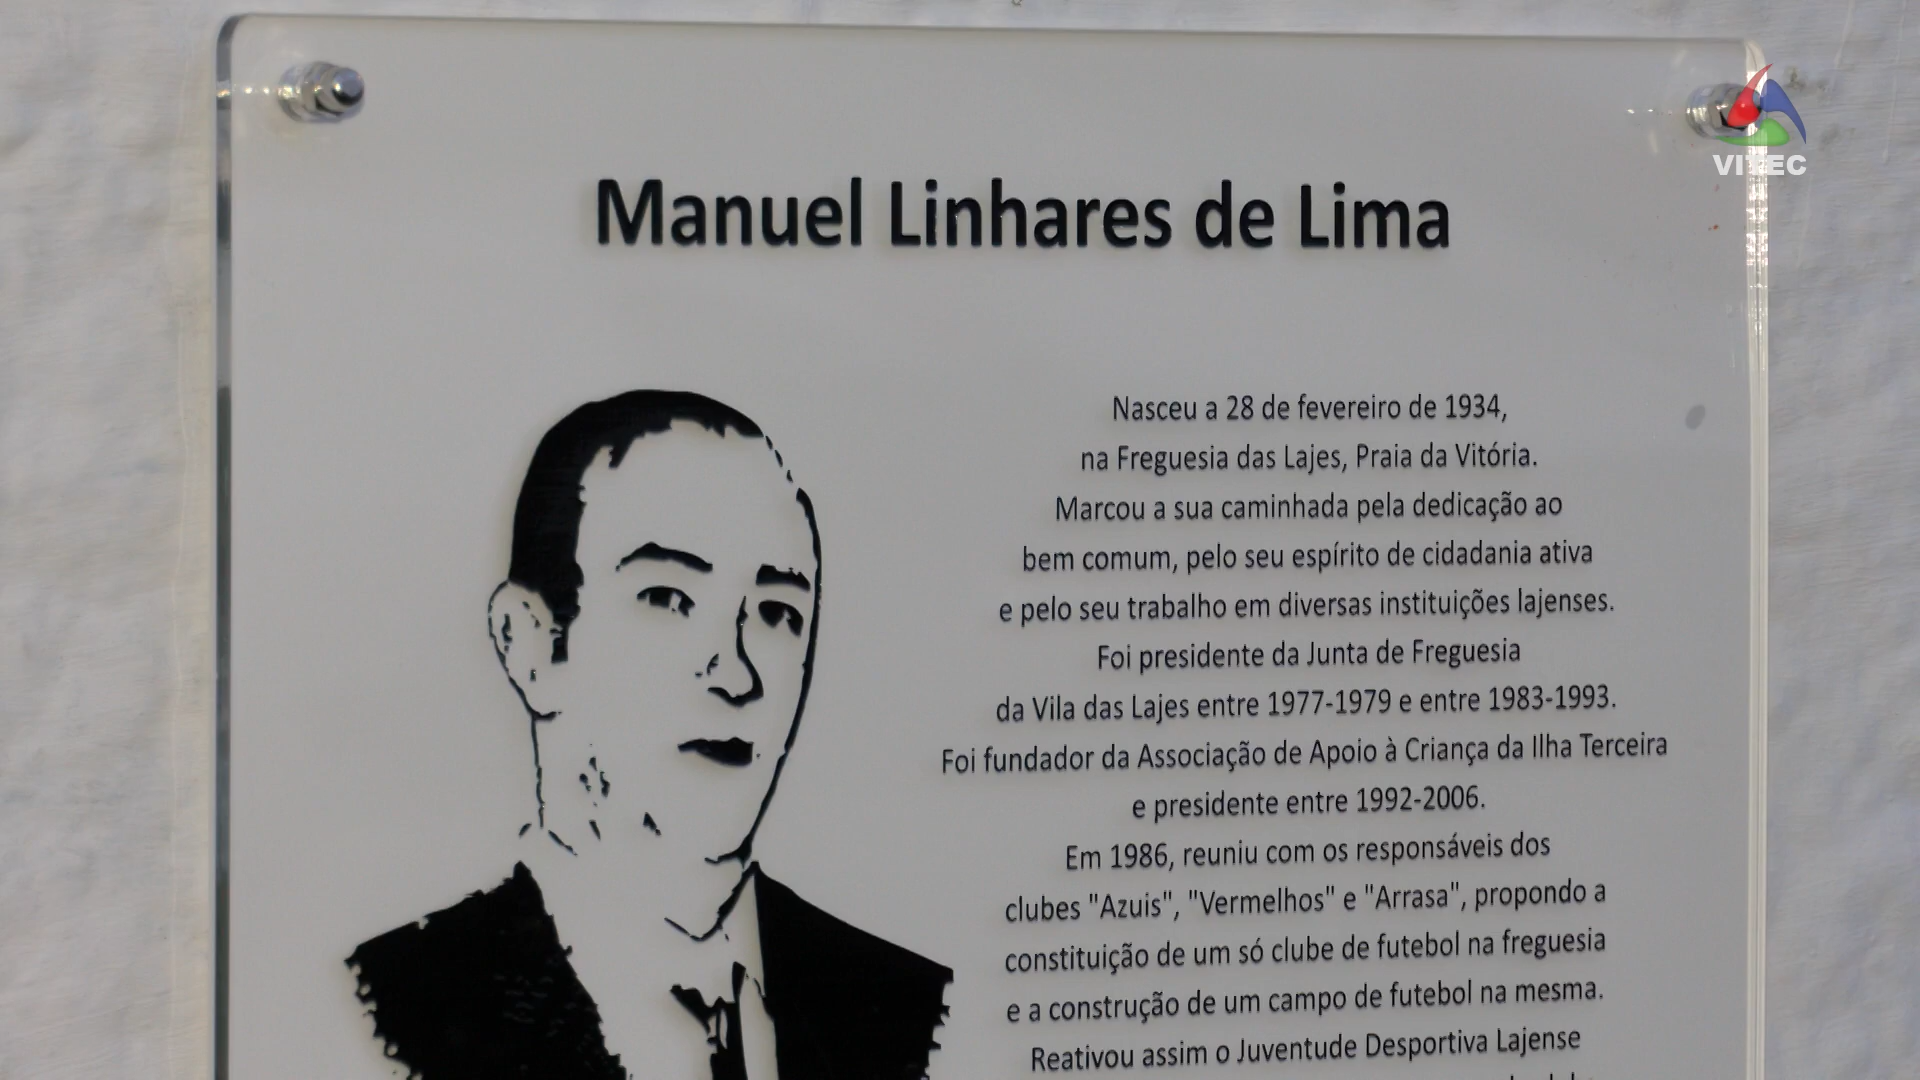 VITEC
Manuel Linhares de Lima
Nasceu a 28 de fevereiro de 1934,
na Freguesia das Lajes, Praia da Vitória.
Marcou a sua caminhada pela dedicação ao
bem comum, pelo seu espírito de cidadania ativa
e pelo seu trabalho em diversas instituições lajenses.
Foi presidente da Junta de Freguesia
da Vila das Lajes entre 1977-1979 e entre 1983-1993.
Foi fundador da Associação de Apoio à Criança da Ilha Terceira
e presidente entre 1992-2006.
Em 1986, reuniu com os responsáveis dos
clubes "Azuis", "Vermelhos" e "Arrasa", propondo a
constituição de um só clube de futebol na freguesia
e a construção de um campo de futebol na mesma.
Reativou assim o Juventude Desportiva Lajense